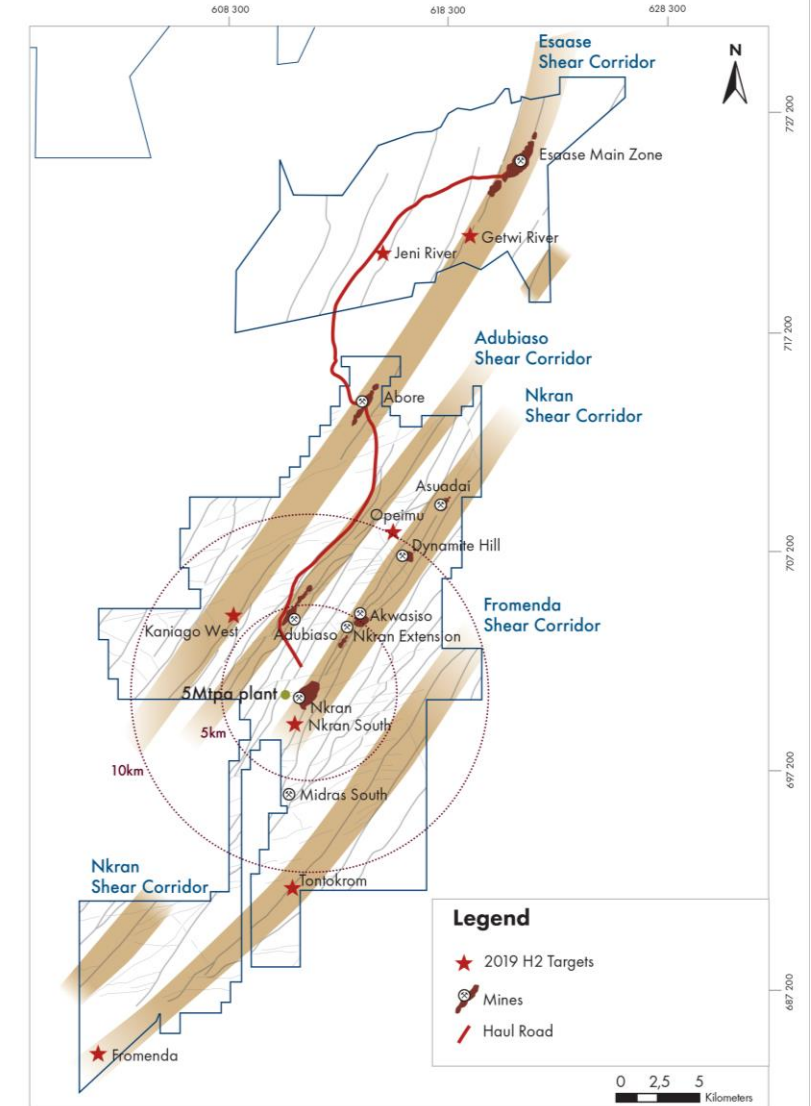 608 300
618 300
628 300
Esaase
Shear Corridor
N
727 200
Esaase Main Zone
Getwi River
Jeni River
717 200
Adubiaso
Shear Corridor
Abore
Nkran
Shear Corridor
Asuadai
Opeimu
Dynamite Hill
707 200
Fromenda
Shear Corridor
Akwasiso
Kaniago West
Adubiaso
Nkran Extension
5Mtpa plant
Nkran
Nkran South
5km
10km
697 200
Midras South
Nkran
Shear Corridor
Tontokrom
Legend
2019 H2 Targets
Mines
Haul Road
687 200
Fromenda
0 2,5 5
Kilometers